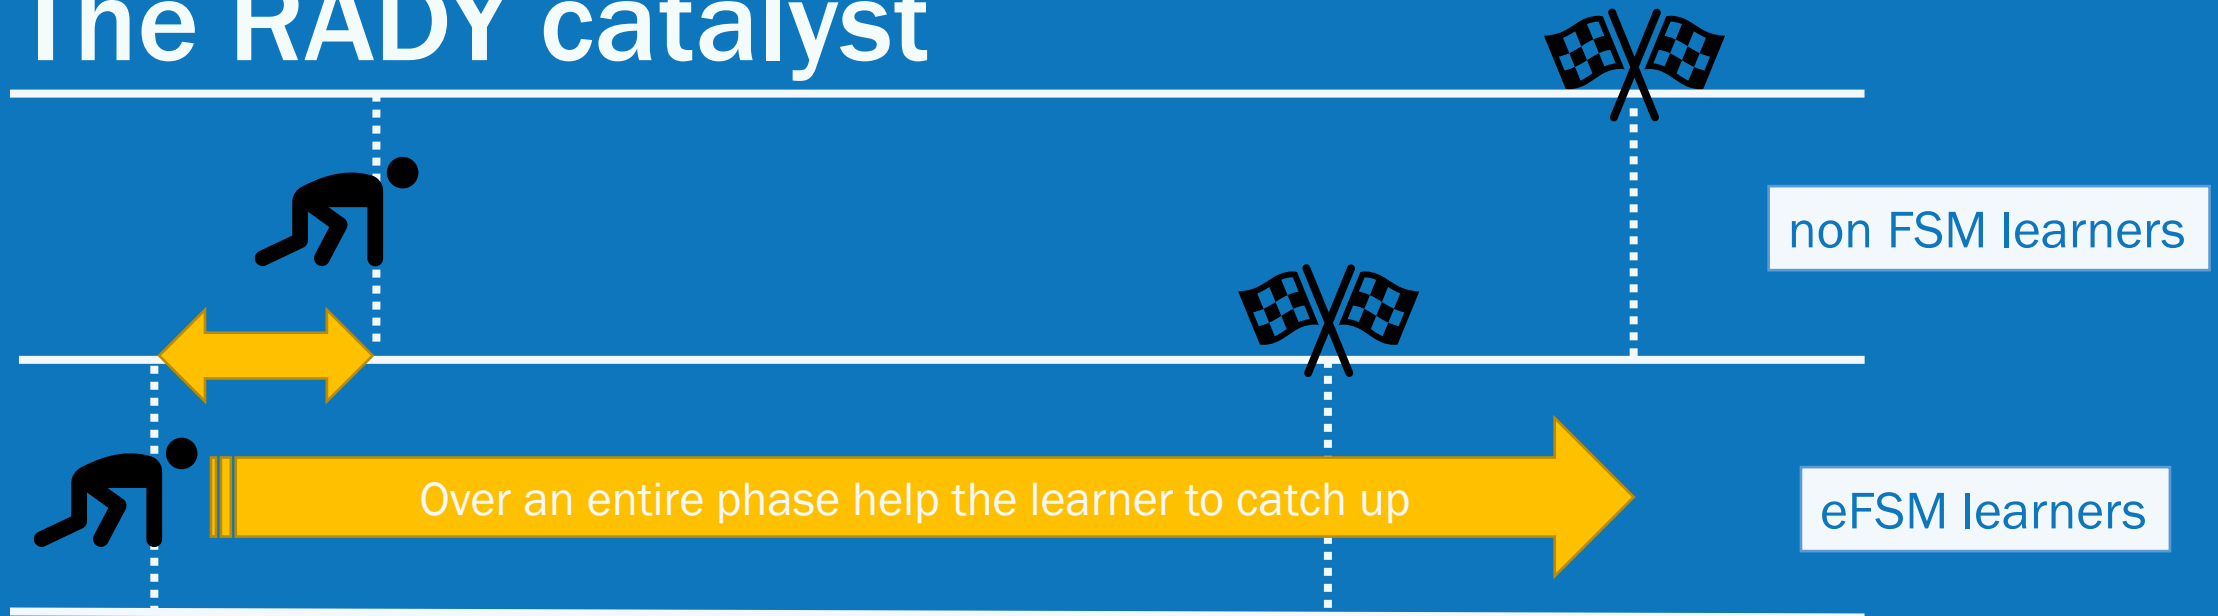 The RADY catalyst
non FSM learners
Over an entire phase help the learner to catch up
eFSM learners